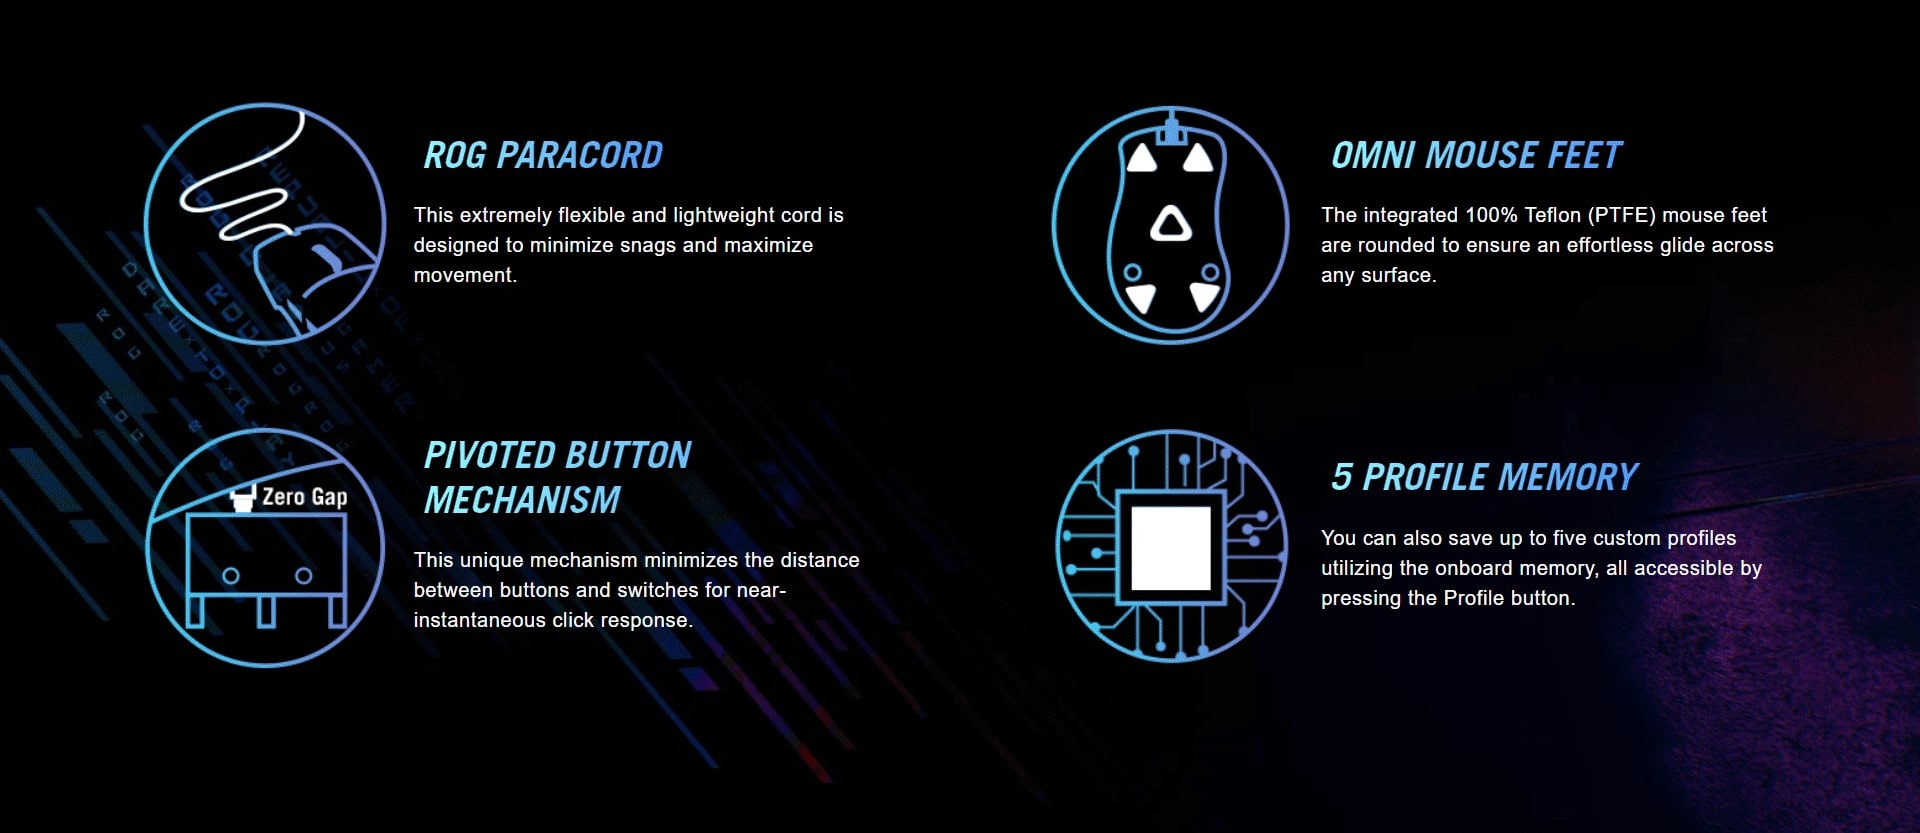 ROG PARACORD
This extremely flexible and lightweight cord is
designed to minimize snags and maximize
movement.
OMNI MOUSE FEET
The integrated 100% Teflon (PTFE) mouse feet
are rounded to ensure an effortless glide across
any surface.
Zero Gap
PIVOTED BUTTON
MECHANISM
This unique mechanism minimizes the distance
between buttons and switches for near-
instantaneous click response.
5 PROFILE MEMORY
You can also save up to five custom profiles
utilizing the onboard memory, all accessible by
pressing the Profile button.